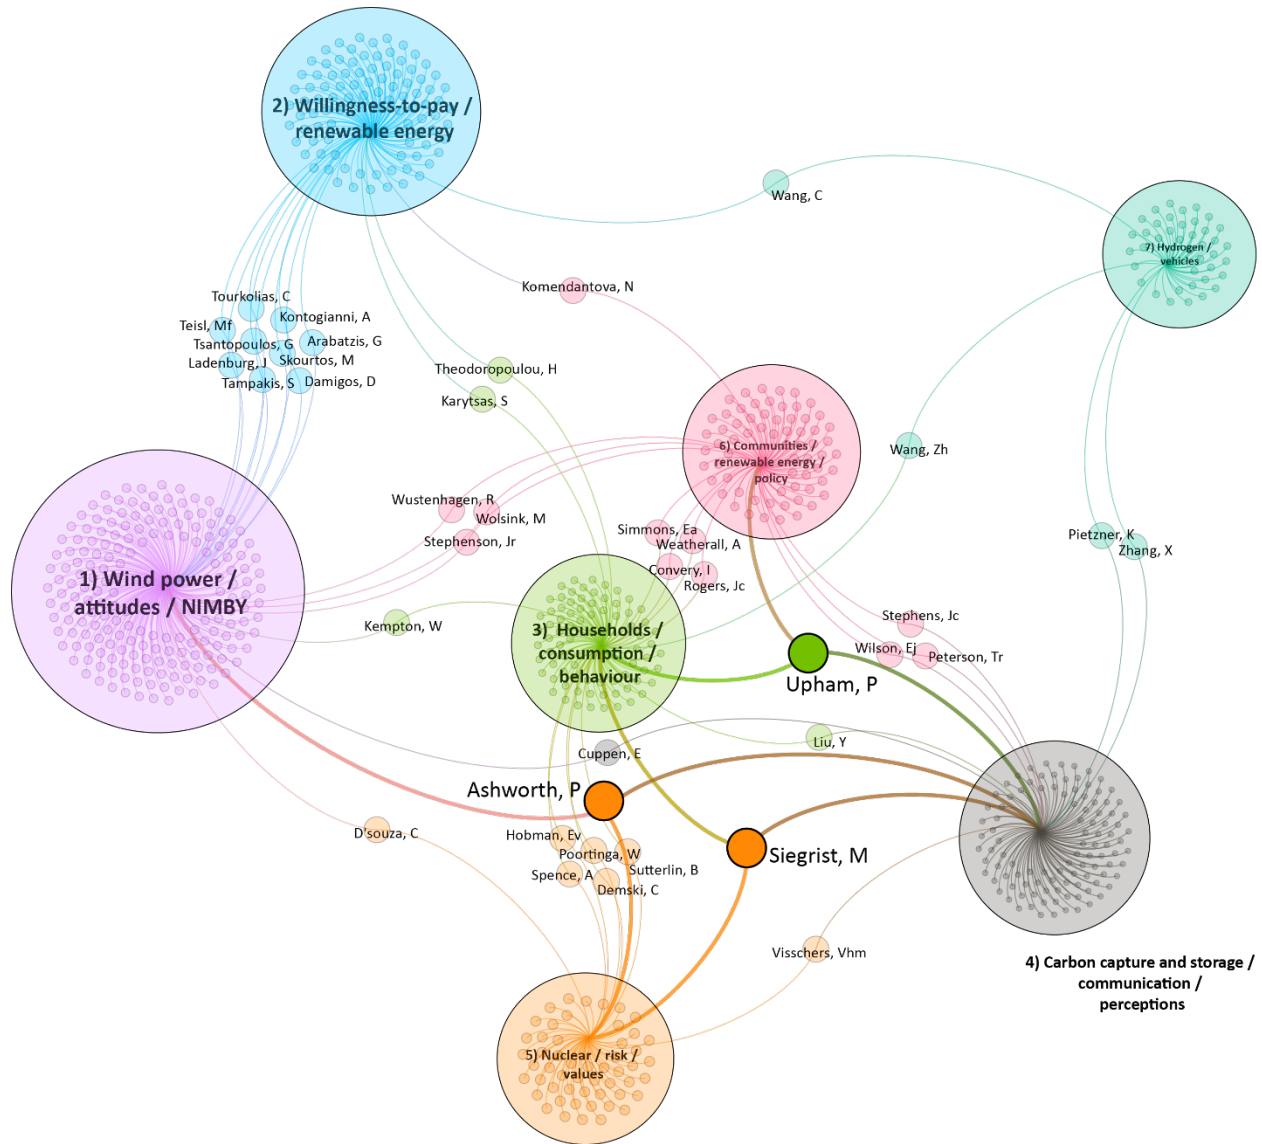 2) Willingness-to-pay /
renewable energy
Wang, C
7) Hydrogen /
vehicles
Komendantova, N
Tourkolias, C
Kontogianni, A
Teisl, Mf
Arabatzis, G
Tsantopoulos, G
Skourtos, M
Ladenburg, J
Tampakis, S
Damigos, D
Theodoropoulou, H
Karytsas, S
6) Communities /
renewable energy /
policy
Wang, Zh
Wustenhagen, R
Wolsink, M
Stephenson, Jr
Simmons, Ea
Weatherall, A
Convery, I
Rogers, Jc
Pietzner, K
Zhang, X
1) Wind power /
attitudes / NIMBY
Kempton, W
3) Households /
consumption /
behaviour
Stephens, Jc
Wilson, Ej
Peterson, Tr
Upham, P
Liu, Y
Cuppen, E
Ashworth, P
D'souza, C
Hobman, Ev
Poortinga, W
Sutterlin, B
Spence, A
Demski, C
Siegrist, M
Visschers, Vhm
4) Carbon capture and storage /
communication /
perceptions
5) Nuclear / risk /
values